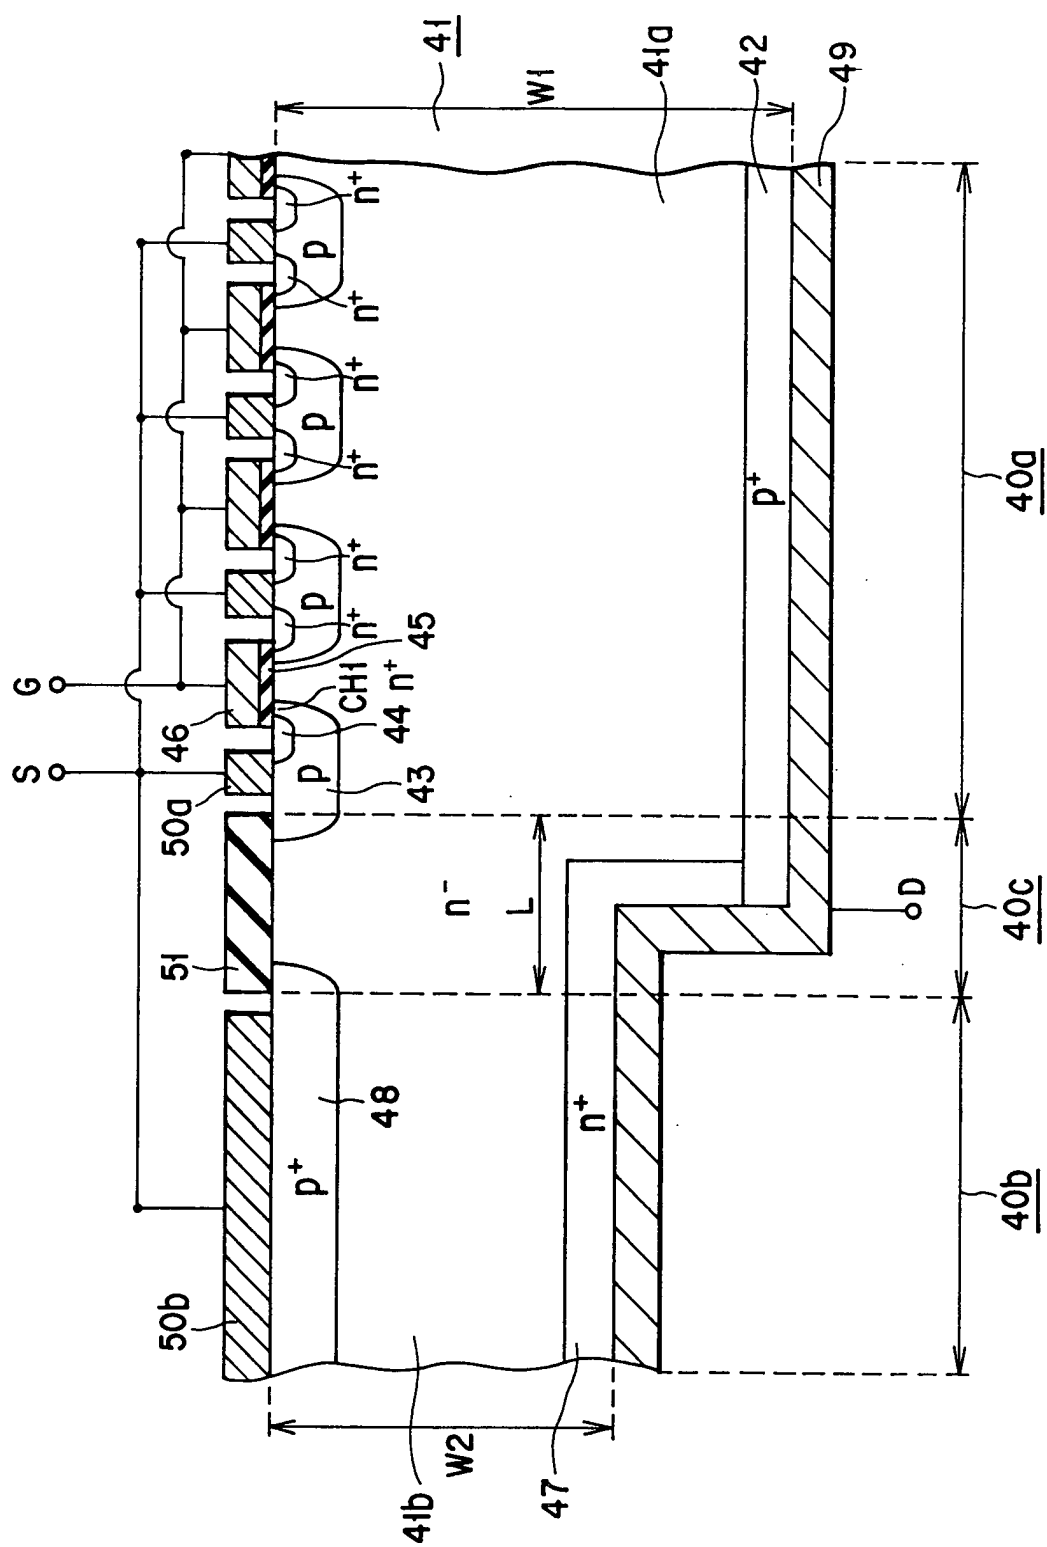 S G
50b 51 50a 46
p⁺ p p p p
CH1 n⁺ n⁺ n⁺ n⁺ n⁺ n⁺
48 44 n⁺
41b 43 45 41
W2 n⁻
L W1
47
n⁺
41a
p⁺ 42
49
D
40b 40c 40a